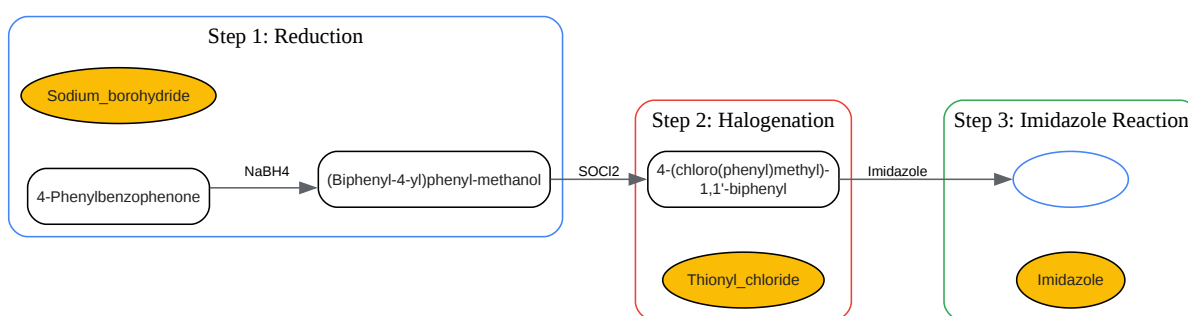 Step 1: Reduction
Sodium_borohydride
4-Phenylbenzophenone
NaBH4
(Biphenyl-4-yl)phenyl-methanol
SOCl2
Step 2: Halogenation
4-(chloro(phenyl)methyl)-
1,1'-biphenyl
Thionyl_chloride
Imidazole
Step 3: Imidazole Reaction
Imidazole